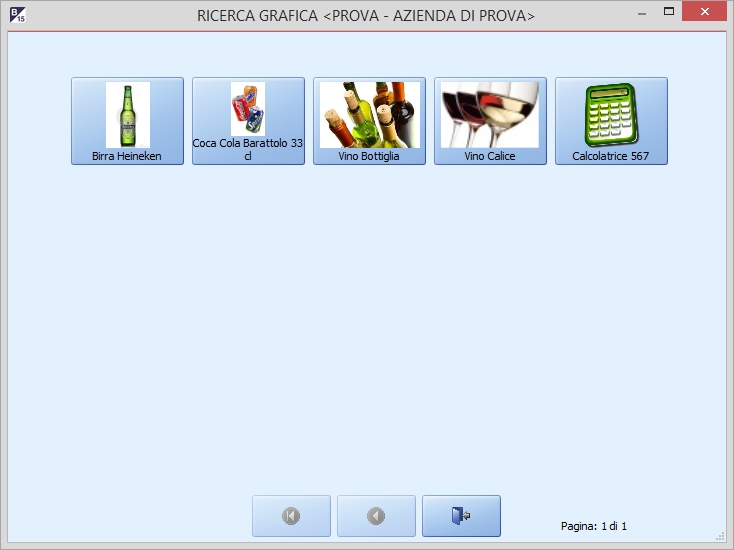 B 15
RICERCA GRAFICA <PROVA - AZIENDA DI PROVA>
Birra Heineken
Coca Cola Barattolo 33
cl
Vino Bottiglia
Vino Calice
Calcolatrice 567
Pagina: 1 di 1